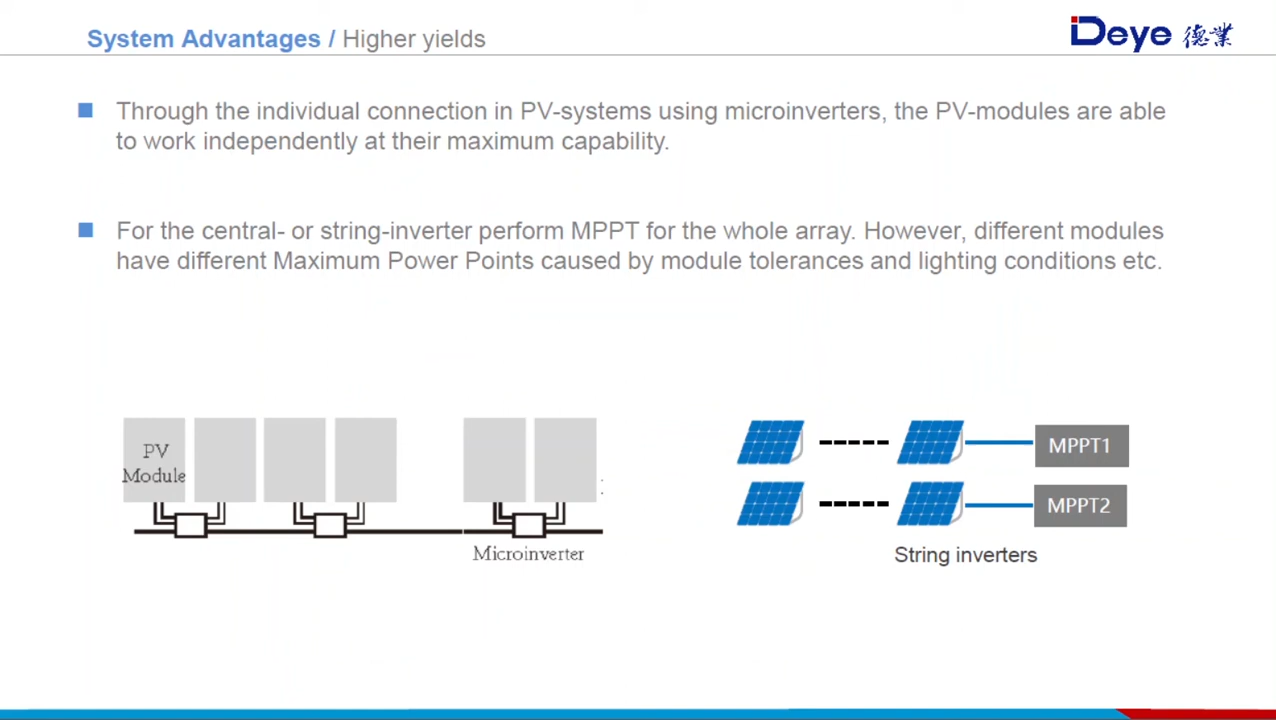 System Advantages / Higher yields
Deye 德業
Through the individual connection in PV-systems using microinverters, the PV-modules are able
to work independently at their maximum capability.
For the central- or string-inverter perform MPPT for the whole array. However, different modules
have different Maximum Power Points caused by module tolerances and lighting conditions etc.
PV
Module
Microinverter
MPPT1
MPPT2
String inverters